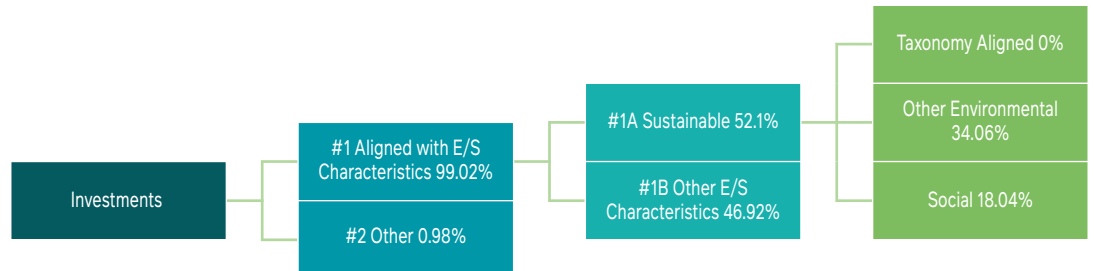 Investments
#1 Aligned with E/S
Characteristics 99.02%
#2 Other 0.98%
#1A Sustainable 52.1%
#1B Other E/S
Characteristics 46.92%
Taxonomy Aligned 0%
Other Environmental
34.06%
Social 18.04%